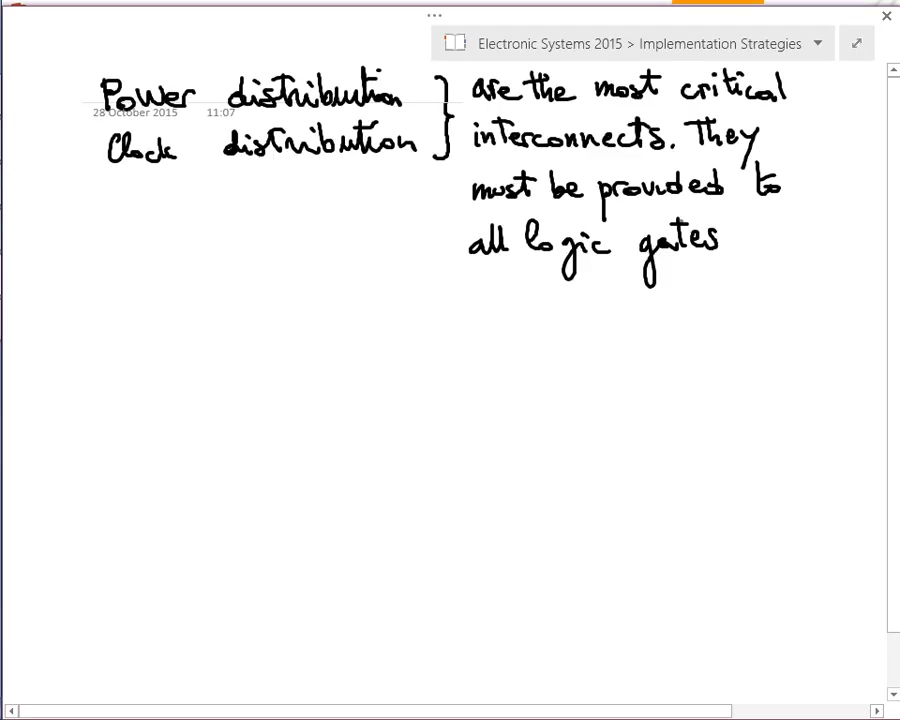 Electronic Systems 2015 > Implementation Strategies
Power distribution } are the most critical
28 October 2015 11:07
Clock distribution interconnects. They
must be provided to
all logic gates